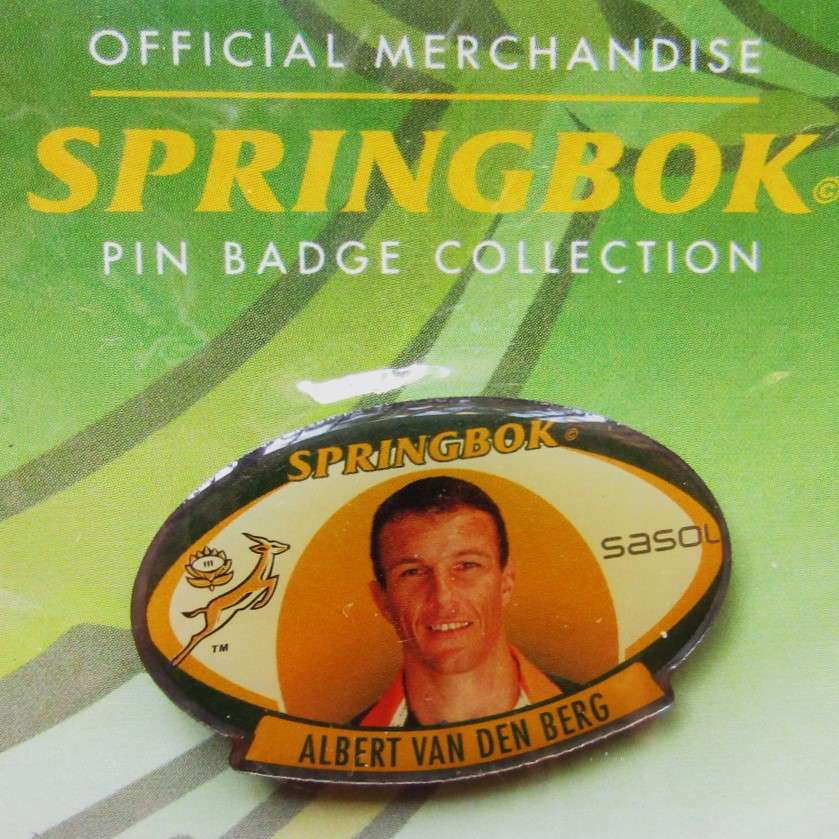 OFFICIAL MERCHANDISE
SPRINGBOK©
PIN BADGE COLLECTION
SPRINGBOK©
sasol
TM
ALBERT VAN DEN BERG